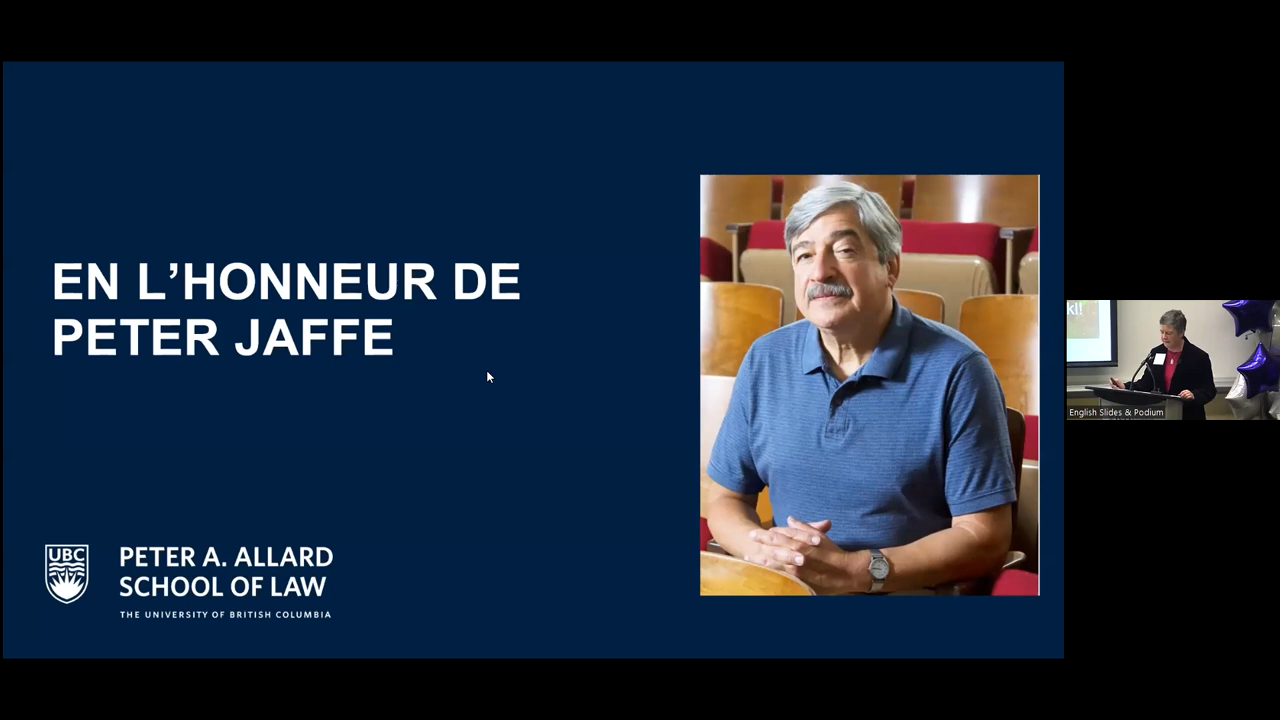 EN L’HONNEUR DE
PETER JAFFE
UBC
PETER A. ALLARD
SCHOOL OF LAW
THE UNIVERSITY OF BRITISH COLUMBIA
English Slides & Podium